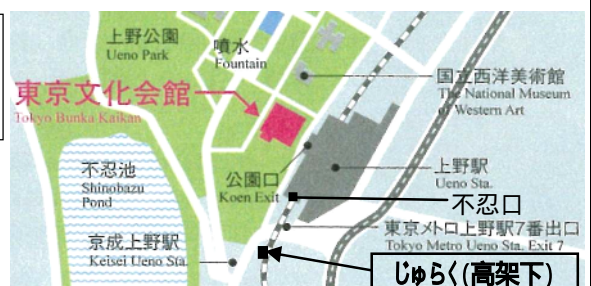 上野公園
Ueno Park
噴水
Fountain
国立西洋美術館
The National Museum
of Western Art
東京文化会館
Tokyo Bunka Kaikan
不忍池
Shinobazu
Pond
公園口
Koen Exit
上野駅
Ueno Sta.
不忍口
東京メトロ上野駅7番出口
Tokyo Metro Ueno Sta. Exit 7
京成上野駅
Keisei Ueno Sta.
じゅらく(高架下)